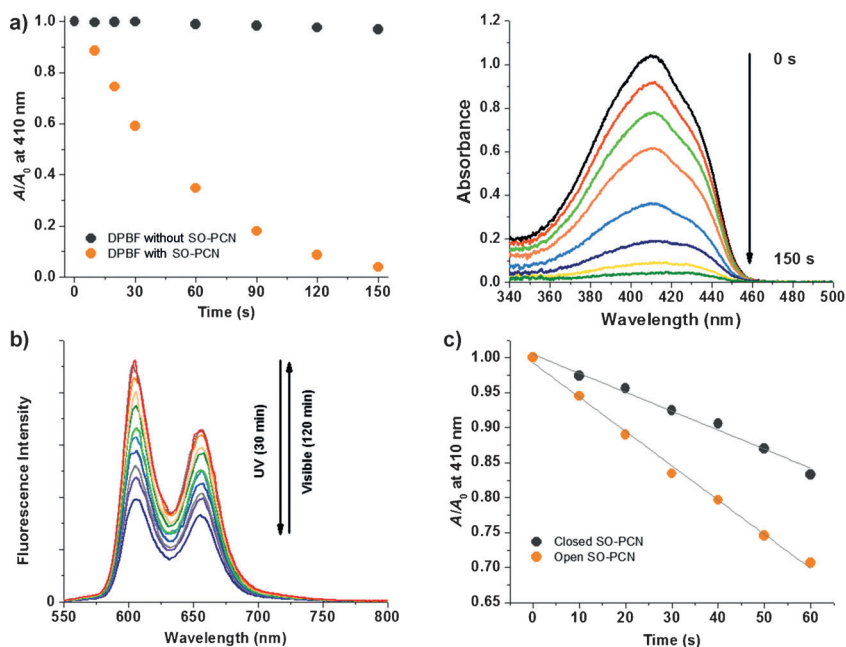 a)
A/A0 at 410 nm
1.0
0.8
0.6
0.4
0.2
0.0
DPBF without SO-PCN
DPBF with SO-PCN
0 30 60 90 120 150
Time (s)
Absorbance
1.2
1.0
0.8
0.6
0.4
0.2
0.0
0 s
150 s
340 360 380 400 420 440 460 480 500
Wavelength (nm)
b)
Fluorescence Intensity
UV (30 min)
Visible (120 min)
b
550 600 650 700 750 800
Wavelength (nm)
c)
A/A0 at 410 nm
1.00
0.95
0.90
0.85
0.80
0.75
0.70
0.65
Closed SO-PCN
Open SO-PCN
0 10 20 30 40 50 60
Time (s)